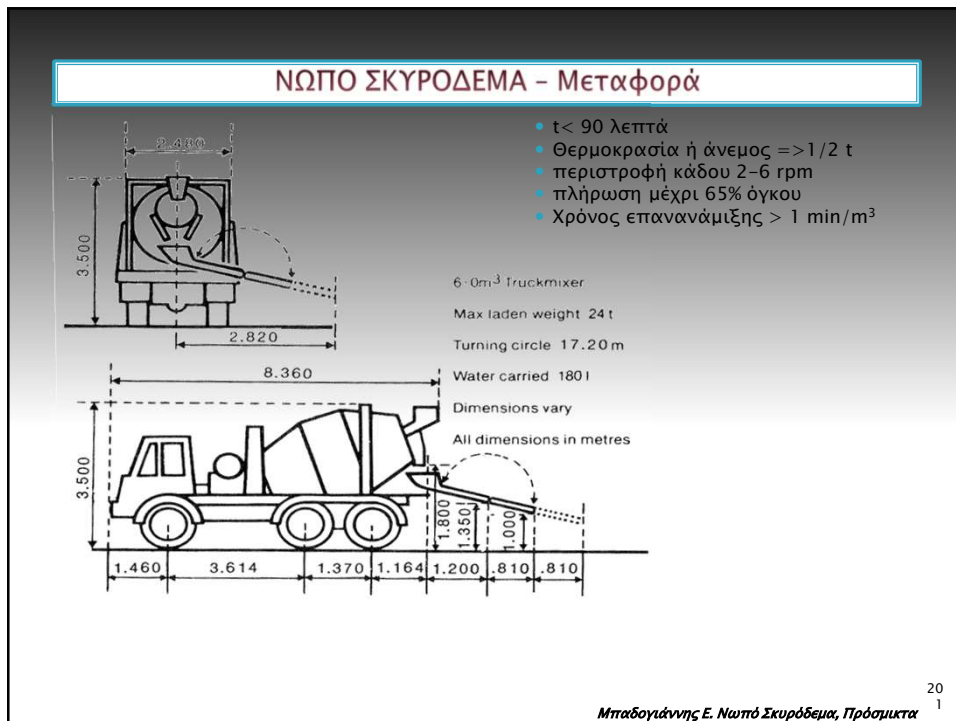 ΝΩΠΟ ΣΚΥΡΟΔΕΜΑ – Μεταφορά
t< 90 λεπτά
Θερμοκρασία ή άνεμος =>1/2 t
περιστροφή κάδου 2-6 rpm
πλήρωση μέχρι 65% όγκου
Χρόνος επανανάμιξης > 1 min/m³
2.480
3.500
2.820
6·0m³ Truckmixer
Max laden weight 24 t
Turning circle 17.20 m
Water carried 180 l
Dimensions vary
All dimensions in metres
8.360
3.500
1.800
1.350
1.000
1.460 3.614 1.370 1.164 1.200 .810 .810
20
1
Μπαδογιάννης Ε. Νωπό Σκυρόδεμα, Πρόσμικτα